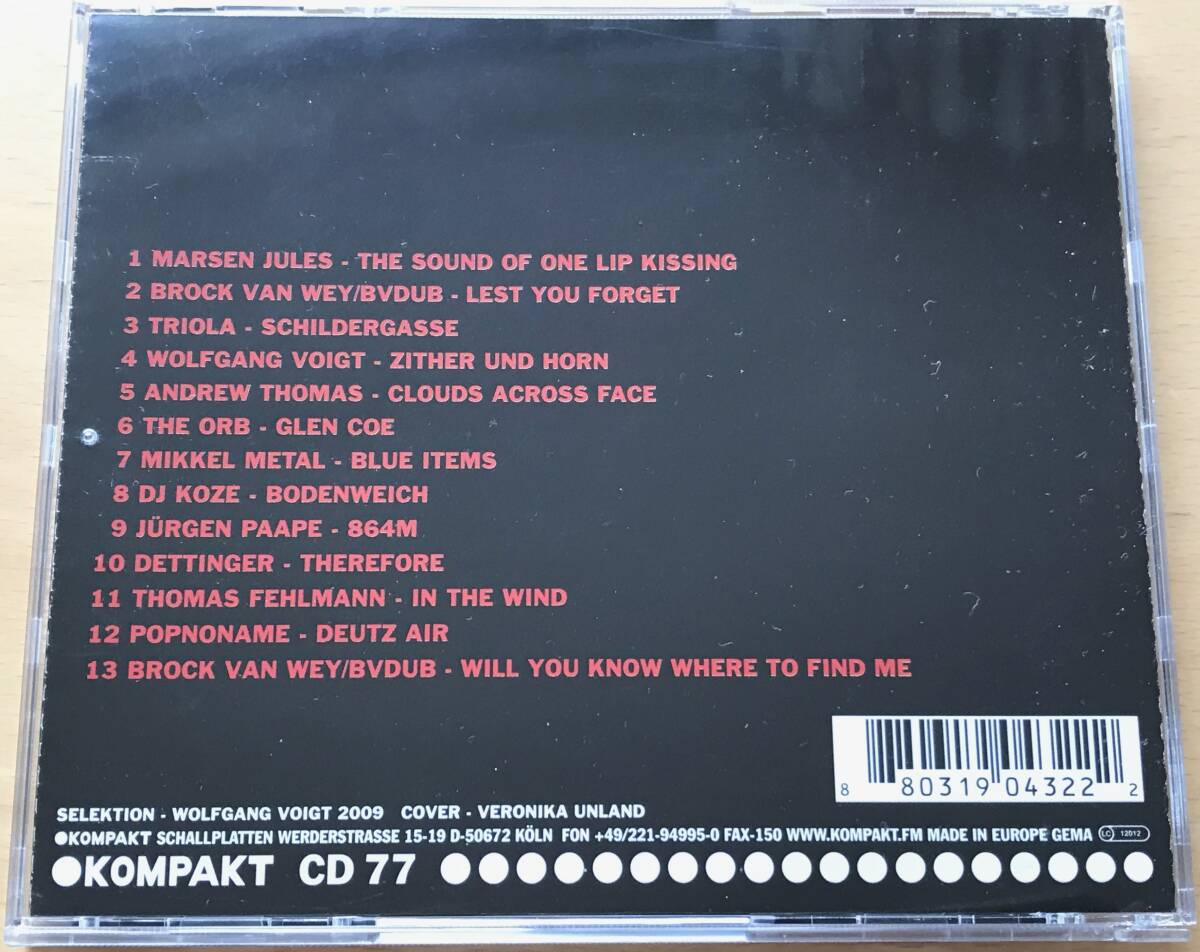 1 MARSEN JULES - THE SOUND OF ONE LIP KISSING
2 BROCK VAN WEY/BVDUB - LEST YOU FORGET
3 TRIOLA - SCHILDERGASSE
4 WOLFGANG VOIGT - ZITHER UND HORN
5 ANDREW THOMAS - CLOUDS ACROSS FACE
6 THE ORB - GLEN COE
7 MIKKEL METAL - BLUE ITEMS
8 DJ KOZE - BODENWEICH
9 JÜRGEN PAAPE - 864M
10 DETTINGER - THEREFORE
11 THOMAS FEHLMANN - IN THE WIND
12 POPNONAME - DEUTZ AIR
13 BROCK VAN WEY/BVDUB - WILL YOU KNOW WHERE TO FIND ME
8 80319 04322 2
SELEKTION - WOLFGANG VOIGT 2009 COVER - VERONIKA UNLAND
KOMPAKT SCHALLPLATTEN WERDERSTRASSE 15-19 D-50672 KÖLN FON +49/221-94995-0 FAX-150 WWW.KOMPAKT.FM MADE IN EUROPE GEMA LC 12012
KOMPAKT CD 77